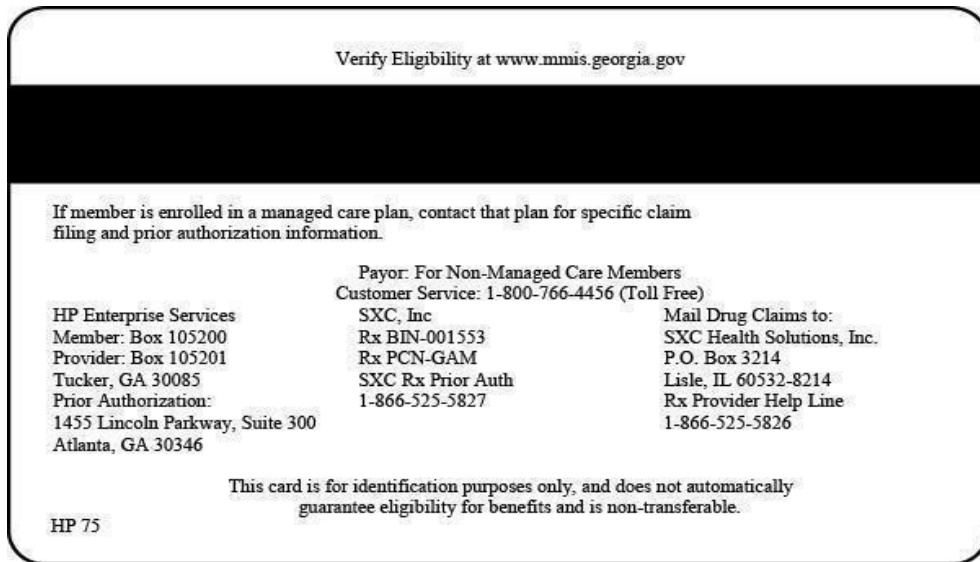 Verify Eligibility at www.mmis.georgia.gov
If member is enrolled in a managed care plan, contact that plan for specific claim
filing and prior authorization information.
Payor: For Non-Managed Care Members
Customer Service: 1-800-766-4456 (Toll Free)
HP Enterprise Services
Member: Box 105200
Provider: Box 105201
Tucker, GA 30085
Prior Authorization:
1455 Lincoln Parkway, Suite 300
Atlanta, GA 30346
SXC, Inc
Rx BIN-001553
Rx PCN-GAM
SXC Rx Prior Auth
1-866-525-5827
Mail Drug Claims to:
SXC Health Solutions, Inc.
P.O. Box 3214
Lisle, IL 60532-8214
Rx Provider Help Line
1-866-525-5826
This card is for identification purposes only, and does not automatically
guarantee eligibility for benefits and is non-transferable.
HP 75